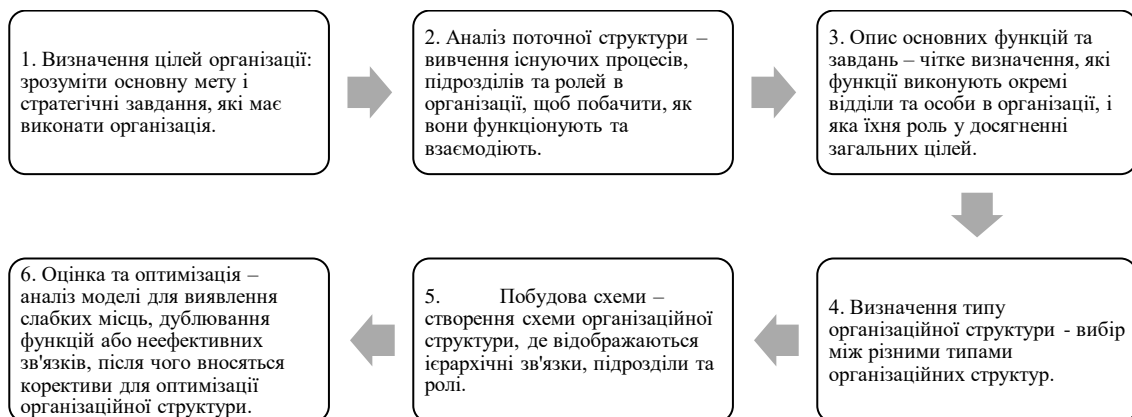 1. Визначення цілей організації:
зрозуміти основну мету і
стратегічні завдання, які має
виконати організація.
2. Аналіз поточної структури –
вивчення існуючих процесів,
підрозділів та ролей в
організації, щоб побачити, як
вони функціонують та
взаємодіють.
3. Опис основних функцій та
завдань – чітке визначення, які
функції виконують окремі
відділи та особи в організації, і
яка їхня роль у досягненні
загальних цілей.
4. Визначення типу
організаційної структури - вибір
між різними типами
організаційних структур.
5. Побудова схеми –
створення схеми організаційної
структури, де відображаються
ієрархічні зв'язки, підрозділи та
ролі.
6. Оцінка та оптимізація –
аналіз моделі для виявлення
слабких місць, дублювання
функцій або неефективних
зв'язків, після чого вносяться
корективи для оптимізації
організаційної структури.